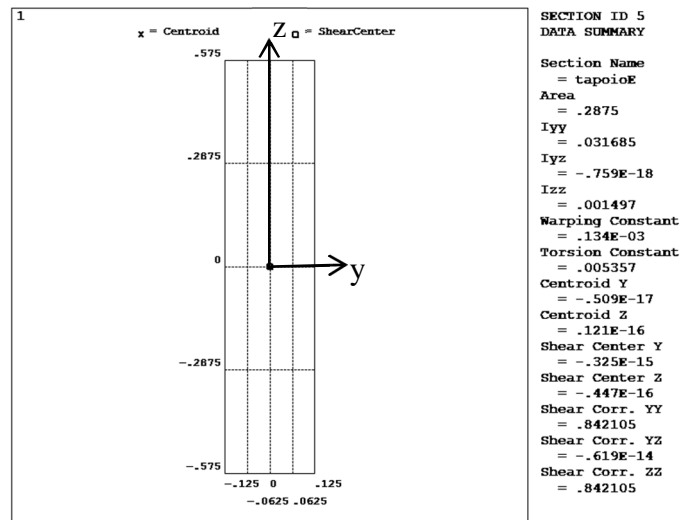 1
x = Centroid
Z
□ = ShearCenter
.575
.2875
0
-.2875
-.575
y
-.125 0 .125
-.0625 .0625
SECTION ID 5
DATA SUMMARY
Section Name
= tapoioE
Area
= .2875
Iyy
= .031685
Iyz
= -.759E-18
Izz
= .001497
Warping Constant
= .134E-03
Torsion Constant
= .005357
Centroid Y
= -.509E-17
Centroid Z
= .121E-16
Shear Center Y
= -.325E-15
Shear Center Z
= -.447E-16
Shear Corr. YY
= .842105
Shear Corr. YZ
= -.619E-14
Shear Corr. ZZ
= .842105